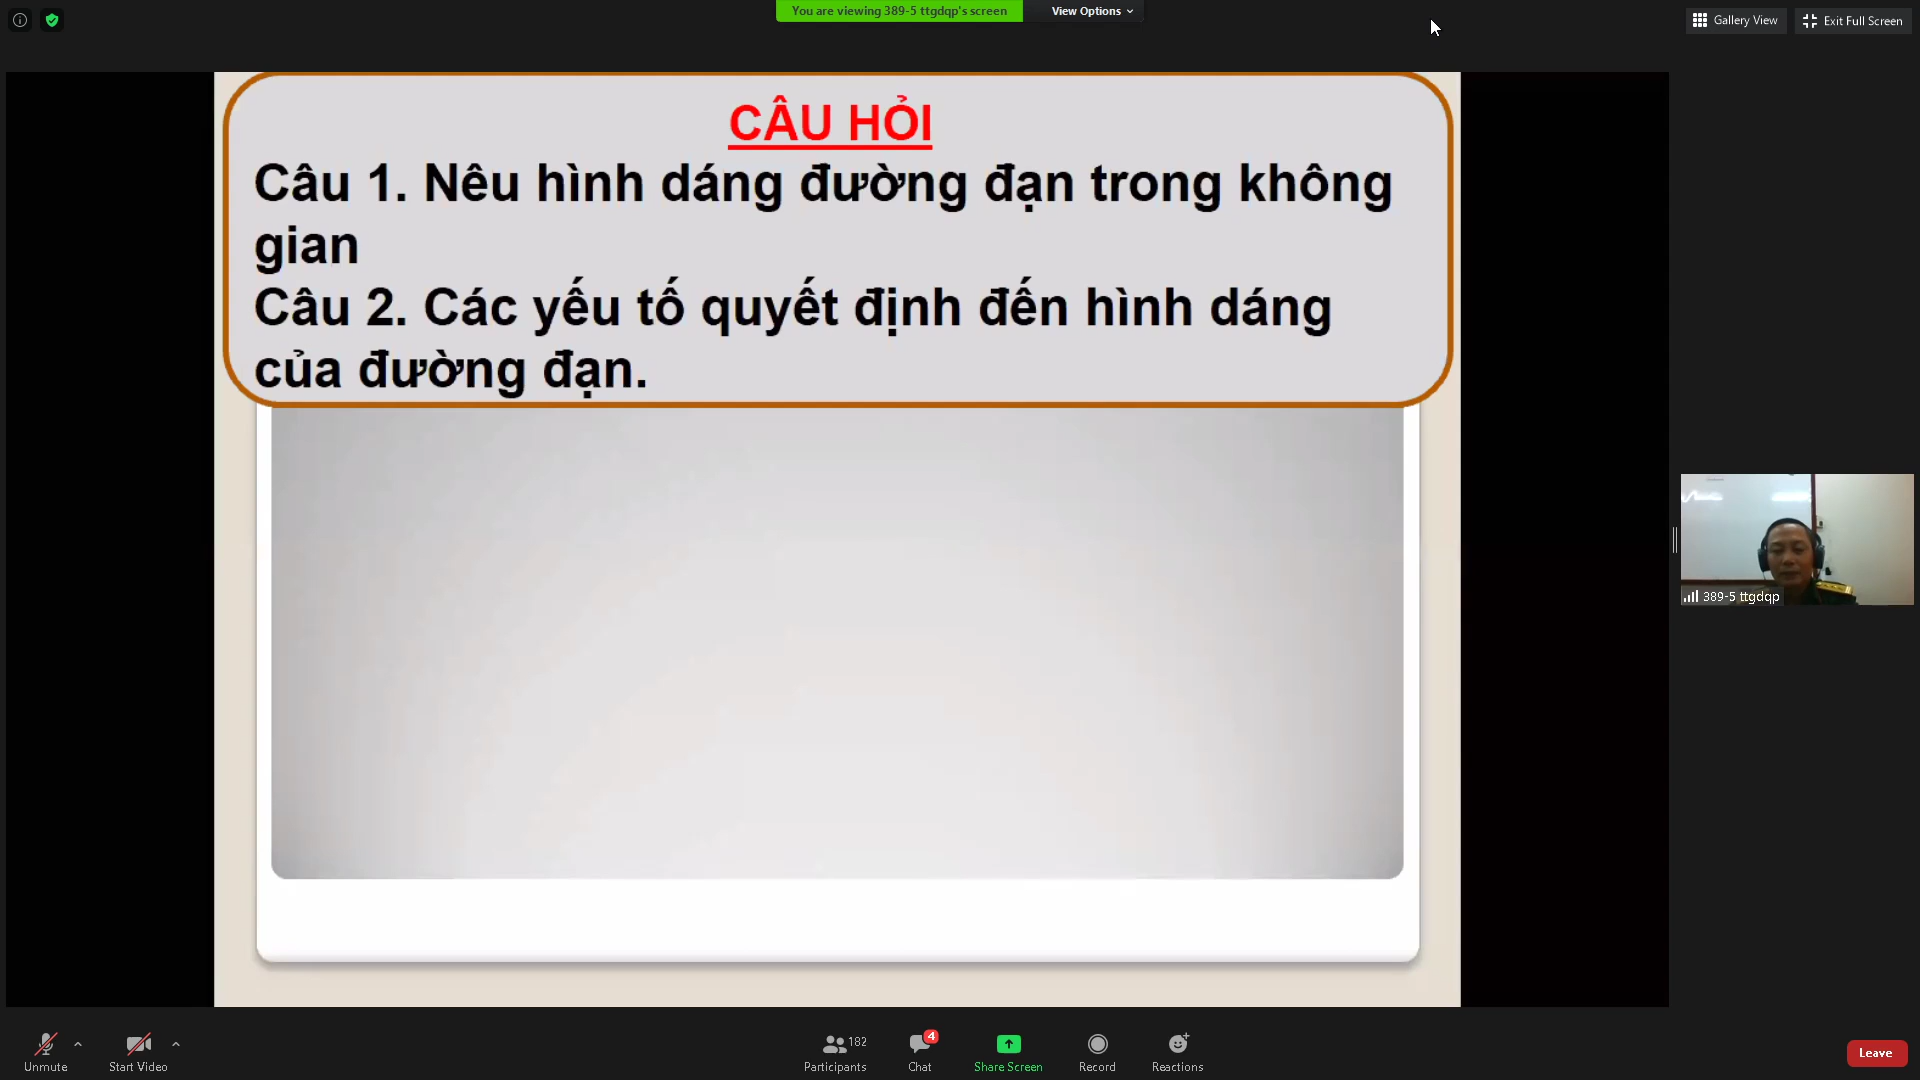 You are viewing 389-5 ttgdqp's screen
View Options
Gallery View
Exit Full Screen
CÂU HỎI
Câu 1. Nêu hình dáng đường đạn trong không
gian
Câu 2. Các yếu tố quyết định đến hình dáng
của đường đạn.
389-5 ttgdqp
Unmute
Start Video
182
Participants
4
Chat
Share Screen
Record
Reactions
Leave